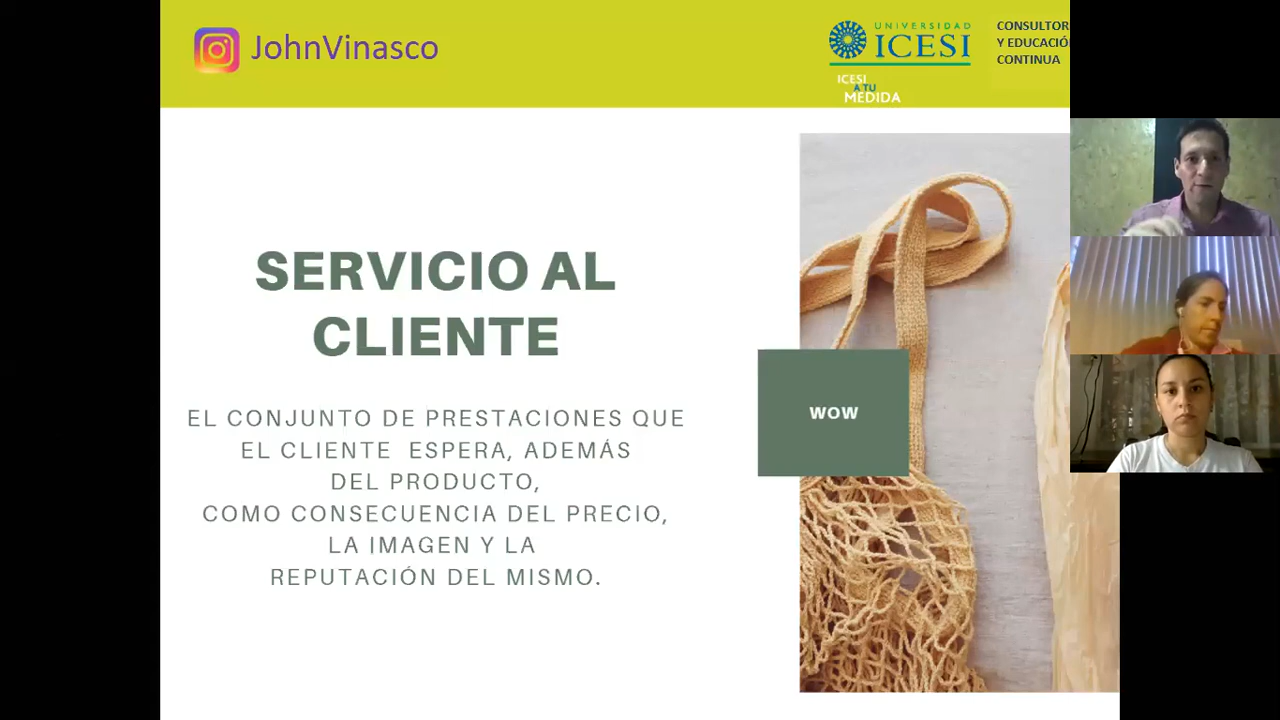 JohnVinasco
UNIVERSIDAD
ICESI
ICESI
A TU
MEDIDA
CONSULTOR
Y EDUCACIÓ
CONTINUA
SERVICIO AL
CLIENTE
EL CONJUNTO DE PRESTACIONES QUE
EL CLIENTE ESPERA, ADEMÁS
DEL PRODUCTO,
COMO CONSECUENCIA DEL PRECIO,
LA IMAGEN Y LA
REPUTACIÓN DEL MISMO.
WOW